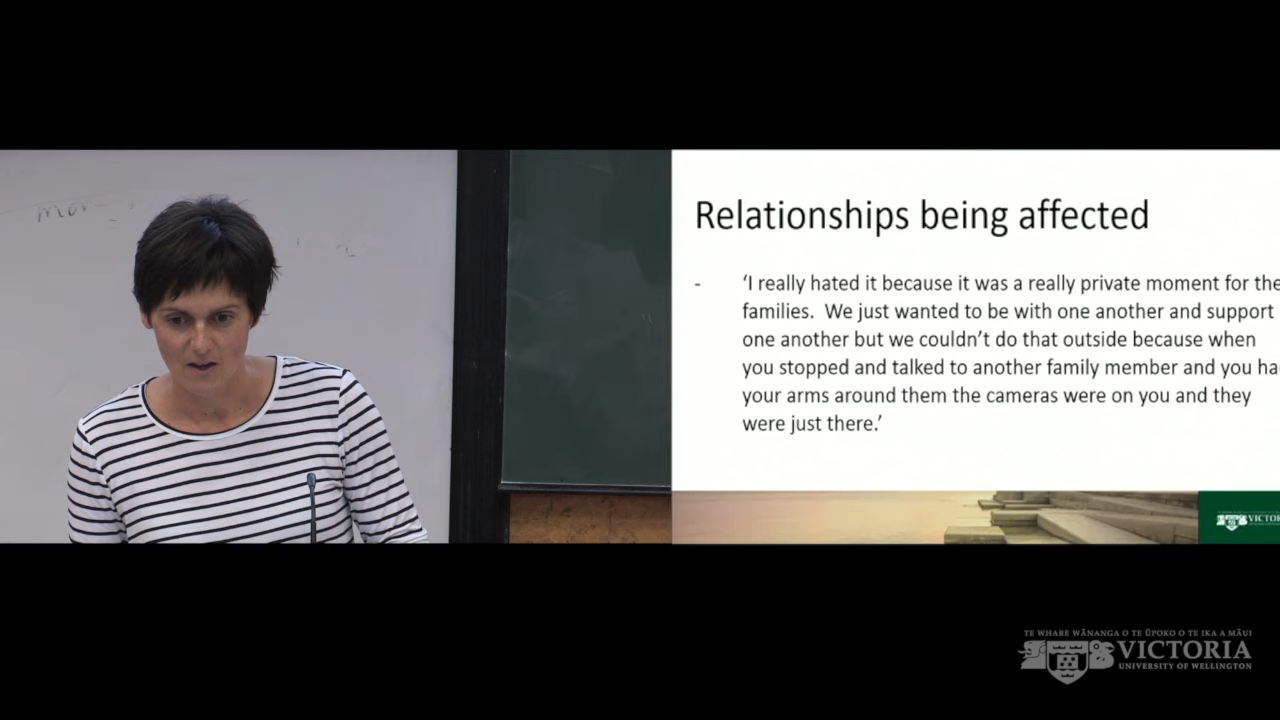 Relationships being affected
- 'I really hated it because it was a really private moment for the
families. We just wanted to be with one another and support
one another but we couldn't do that outside because when
you stopped and talked to another family member and you ha
your arms around them the cameras were on you and they
were just there.'
TE WHARE WĀNANGA O TE ŪPOKO O TE IKA A MĀUI
VICTORIA
UNIVERSITY OF WELLINGTON